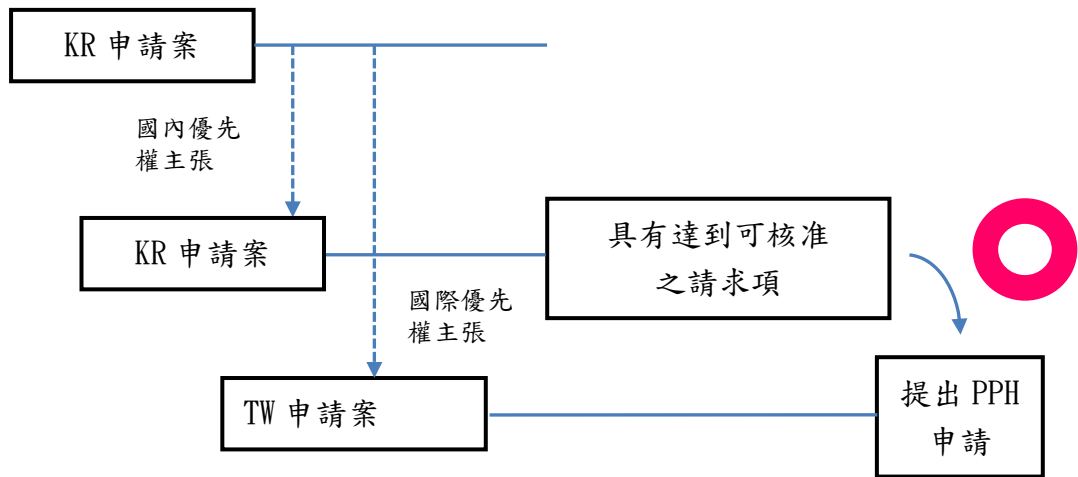 KR 申請案
國內優先
權主張
KR 申請案
具有達到可核准
之請求項
國際優先
權主張
TW 申請案
提出 PPH
申請